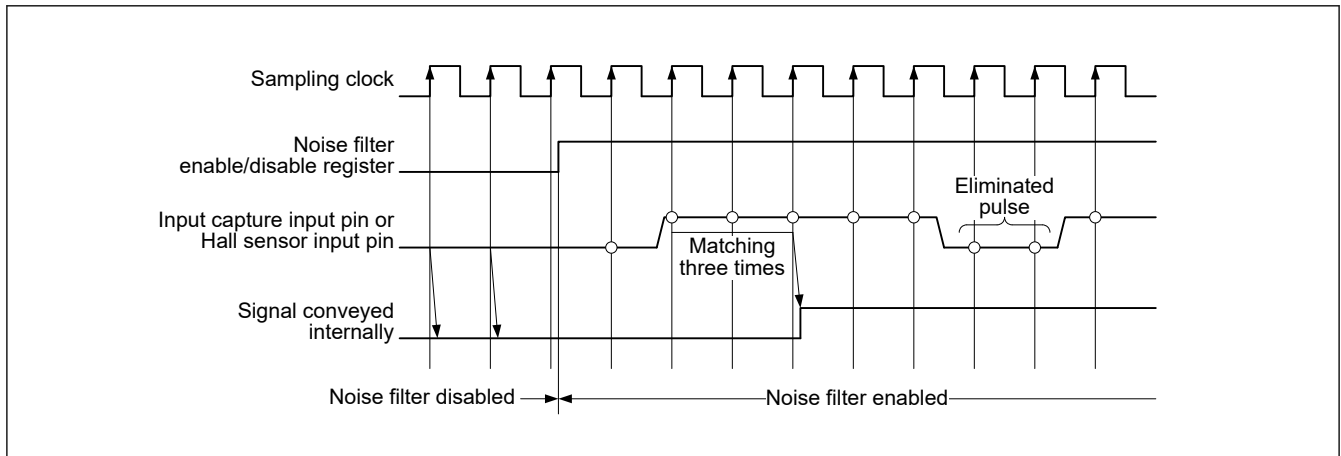 Sampling clock
Noise filter
enable/disable register
Eliminated
pulse
Input capture input pin or
Hall sensor input pin
Matching
three times
Signal conveyed
internally
Noise filter disabled
Noise filter enabled